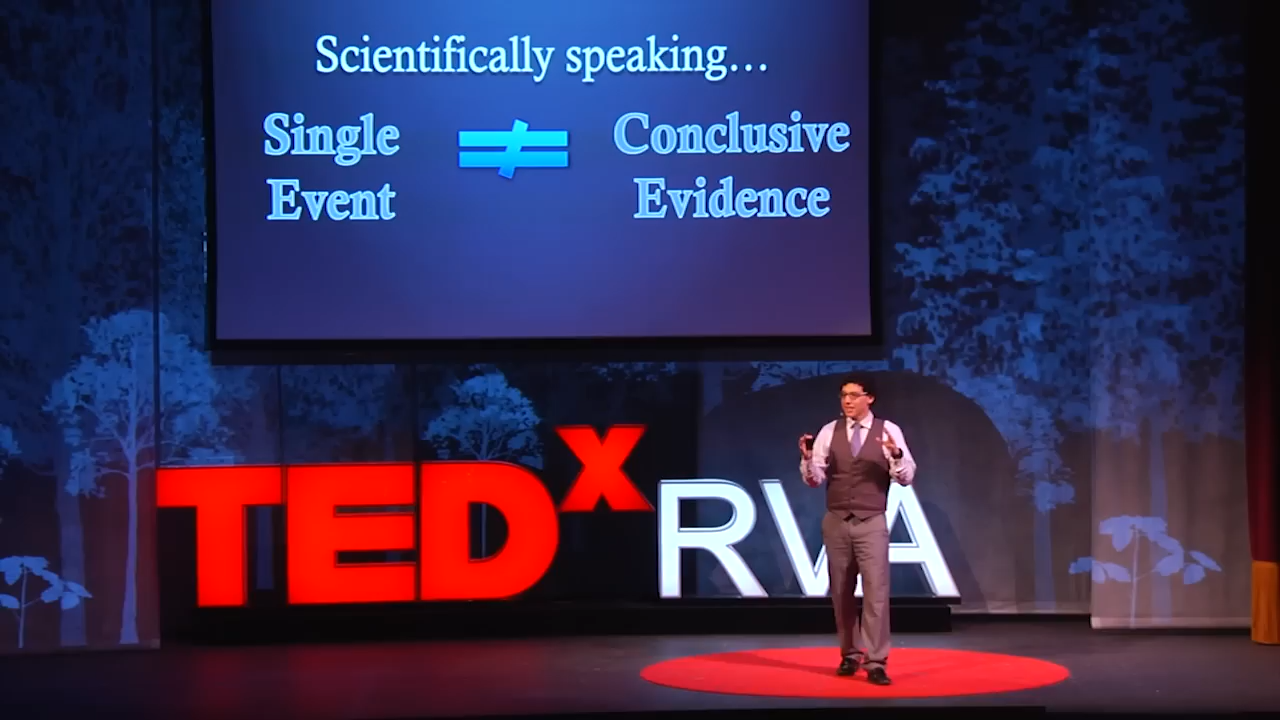 Scientifically speaking...
Single ≠ Conclusive
Event Evidence
TEDx RVA